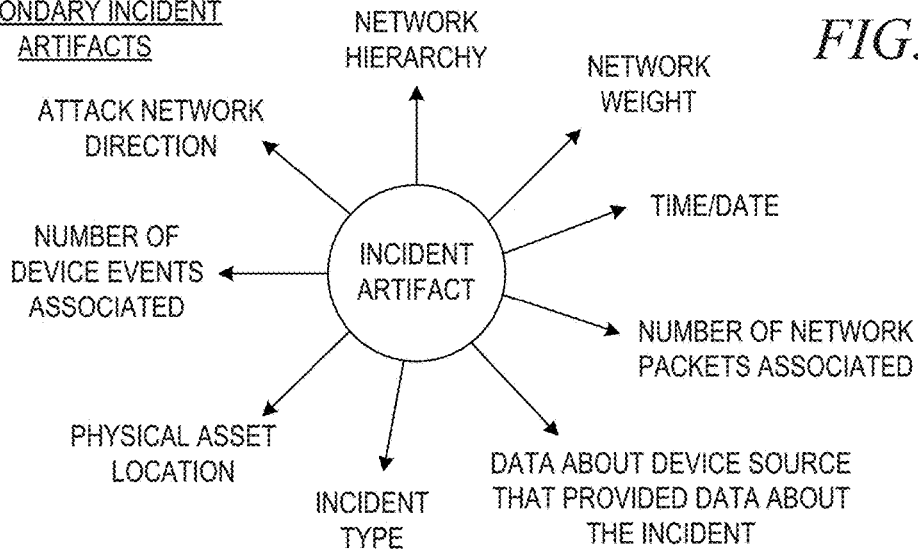 ARTIFACTS
FIG.
NETWORK
HIERARCHY
NETWORK
WEIGHT
ATTACK NETWORK
DIRECTION
TIME/DATE
NUMBER OF
DEVICE EVENTS
ASSOCIATED
INCIDENT
ARTIFACT
NUMBER OF NETWORK
PACKETS ASSOCIATED
PHYSICAL ASSET
LOCATION
INCIDENT
TYPE
DATA ABOUT DEVICE SOURCE
THAT PROVIDED DATA ABOUT
THE INCIDENT